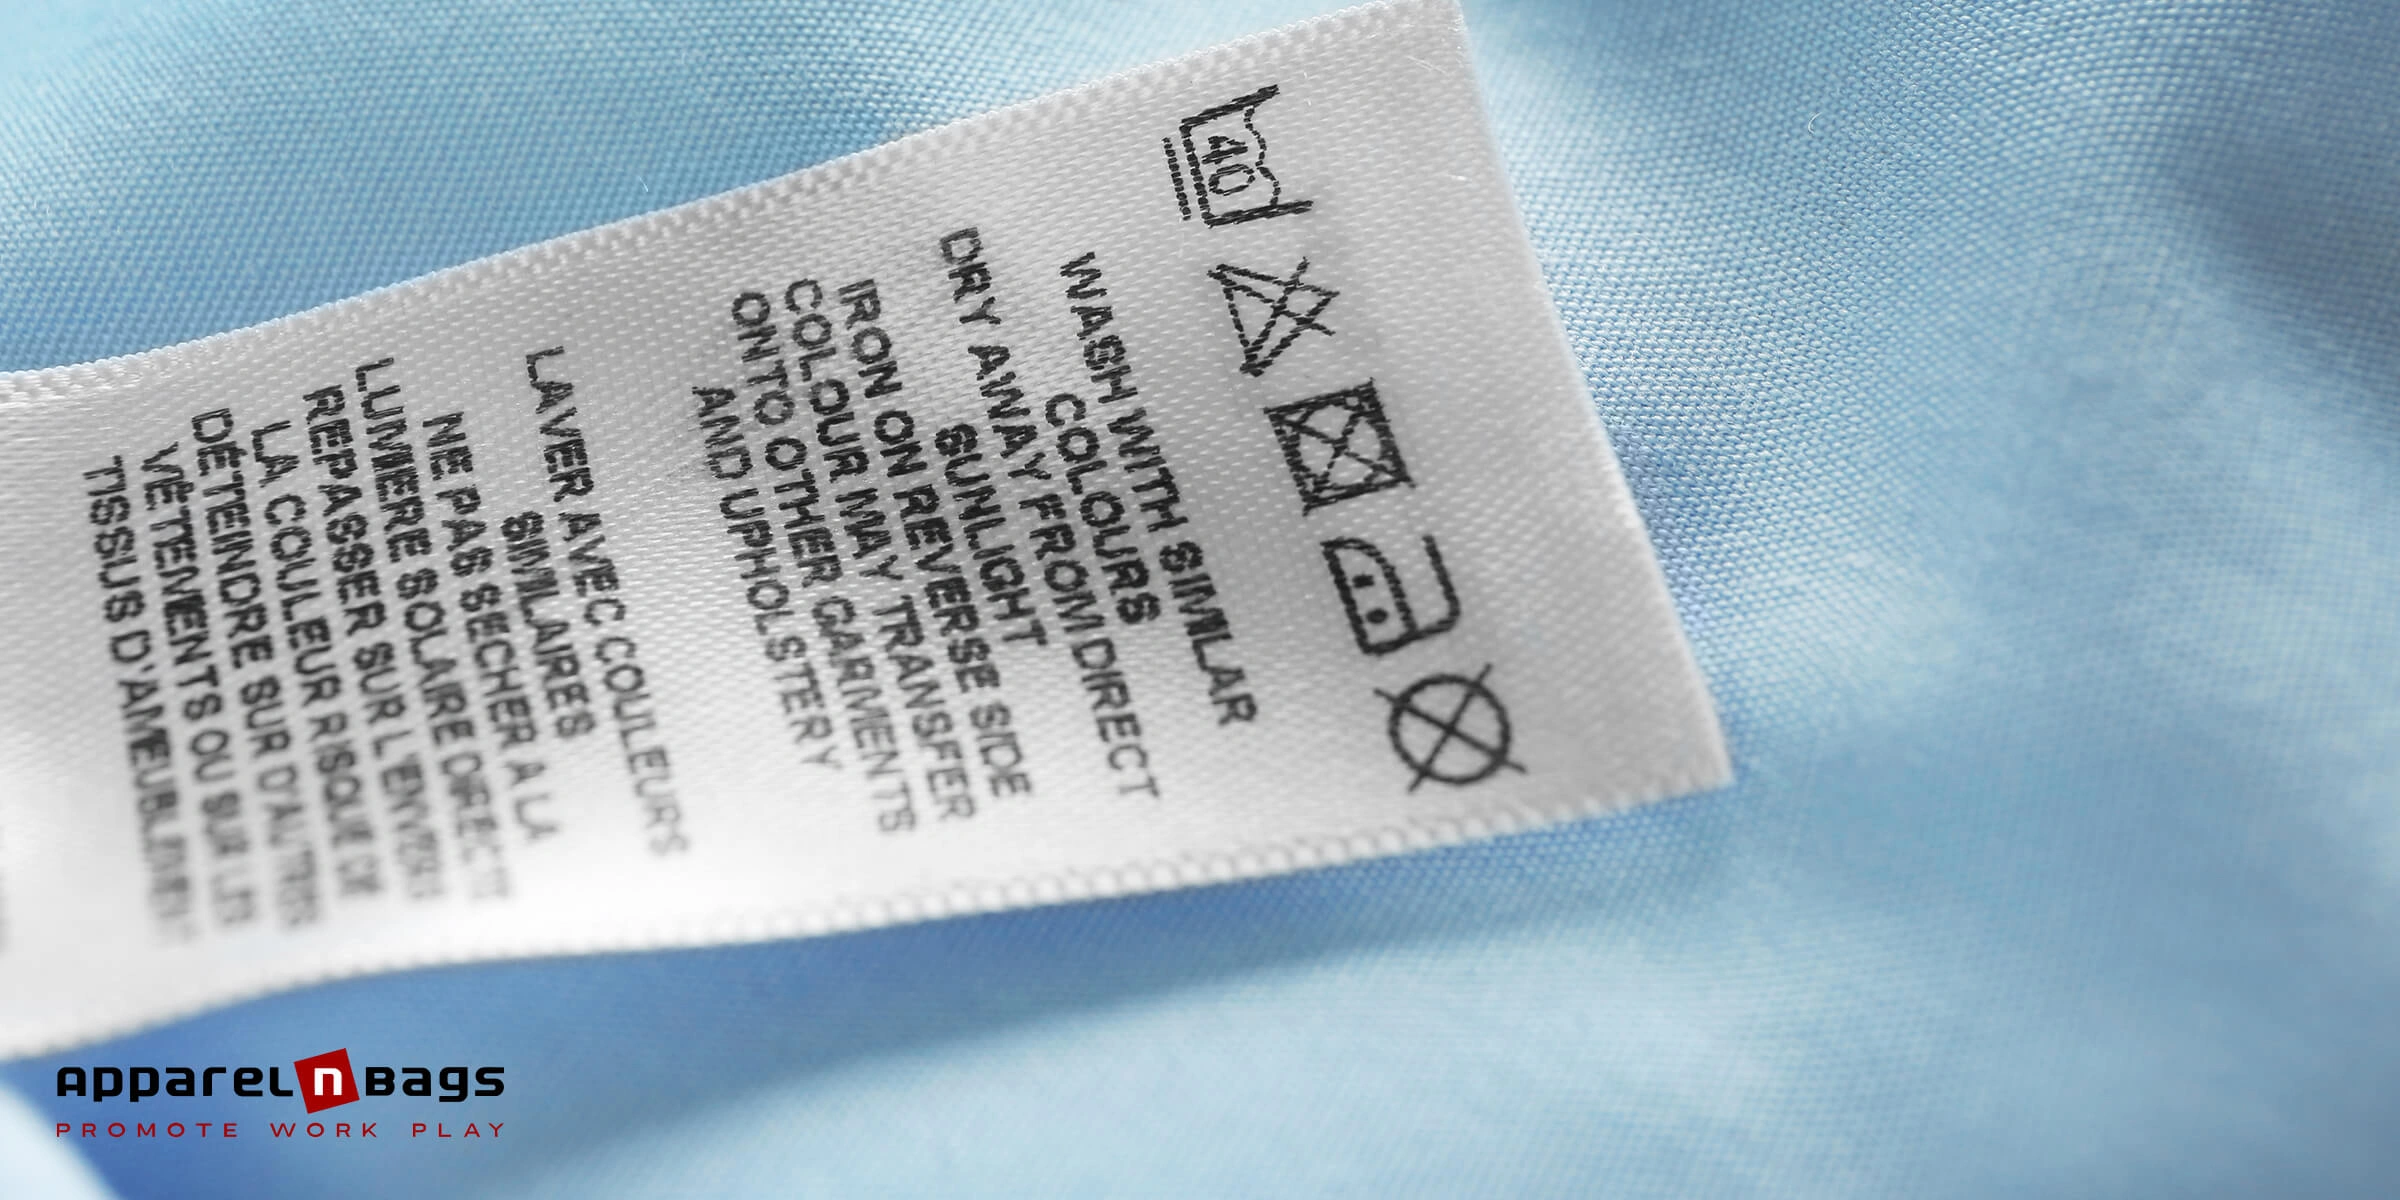 40
WASH WITH SIMILAR
COLOURS
DRY AWAY FROM DIRECT
SUNLIGHT
IRON ON REVERSE SIDE
COLOUR MAY TRANSFER
ONTO OTHER GARMENTS
AND UPHOLSTERY
LAVER AVEC COULEURS
SIMILAIRES
NE PAS SECHER A LA
LUMIERE SOLAIRE DIRECTE
REPASSER SUR L'ENVERS
LA COULEUR RISQUE DE
DÉTEINDRE SUR D'AUTRES
VÊTEMENTS OU SUR LES
TISSUS D'AMEUBLEMENT
Apparel n Bags
PROMOTE WORK PLAY